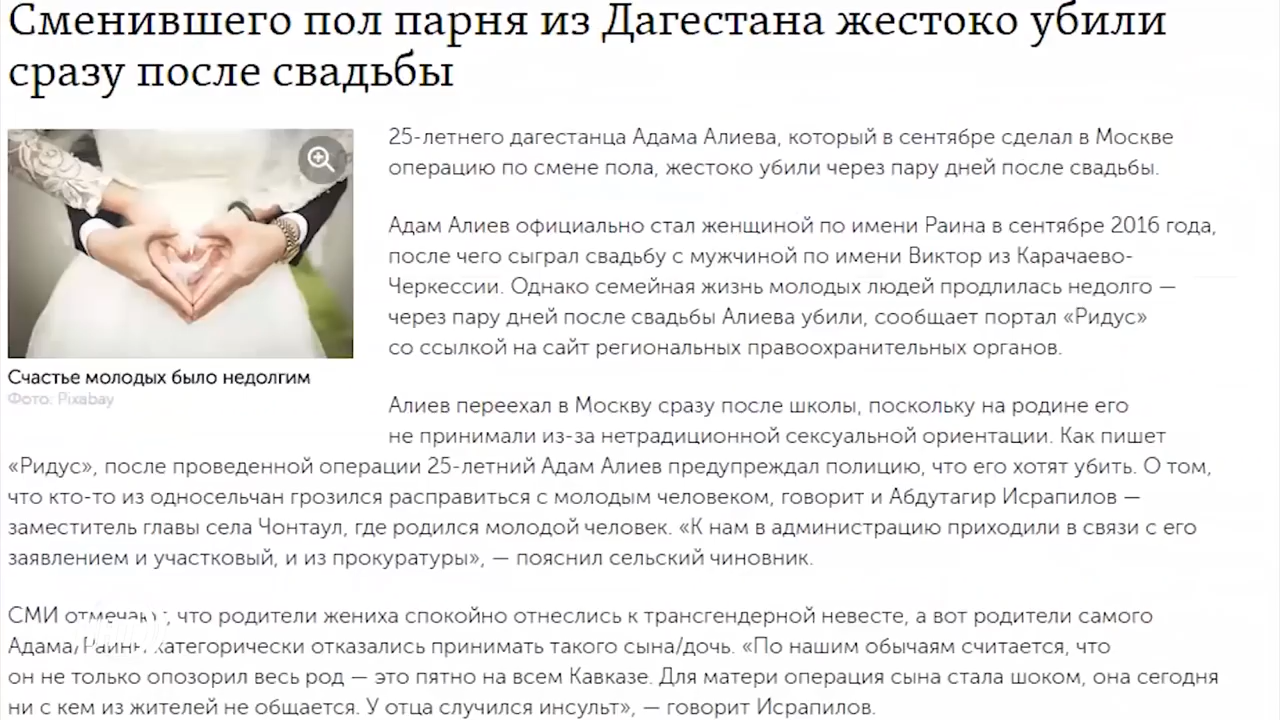 Сменившего пол парня из Дагестана жестоко убили
сразу после свадьбы
25-летнего дагестанца Адама Алиева, который в сентябре сделал в Москве
операцию по смене пола, жестоко убили через пару дней после свадьбы.
Адам Алиев официально стал женщиной по имени Раина в сентябре 2016 года,
после чего сыграл свадьбу с мужчиной по имени Виктор из Карачаево-
Черкессии. Однако семейная жизнь молодых людей продлилась недолго —
через пару дней после свадьбы Алиева убили, сообщает портал «Ридус»
со ссылкой на сайт региональных правоохранительных органов.
Счастье молодых было недолгим
Фото: Pixabay
Алиев переехал в Москву сразу после школы, поскольку на родине его
не принимали из-за нетрадиционной сексуальной ориентации. Как пишет
«Ридус», после проведенной операции 25-летний Адам Алиев предупреждал полицию, что его хотят убить. О том,
что кто-то из односельчан грозился расправиться с молодым человеком, говорит и Абдутагир Исрапилов —
заместитель главы села Чонтаул, где родился молодой человек. «К нам в администрацию приходили в связи с его
заявлением и участковый, и из прокуратуры», — пояснил сельский чиновник.
СМИ отмечают, что родители жениха спокойно отнеслись к трансгендерной невесте, а вот родители самого
Адама/Раины категорически отказались принимать такого сына/дочь. «По нашим обычаям считается, что
он не только опозорил весь род — это пятно на всем Кавказе. Для матери операция сына стала шоком, она сегодня
ни с кем из жителей не общается. У отца случился инсульт», — говорит Исрапилов.